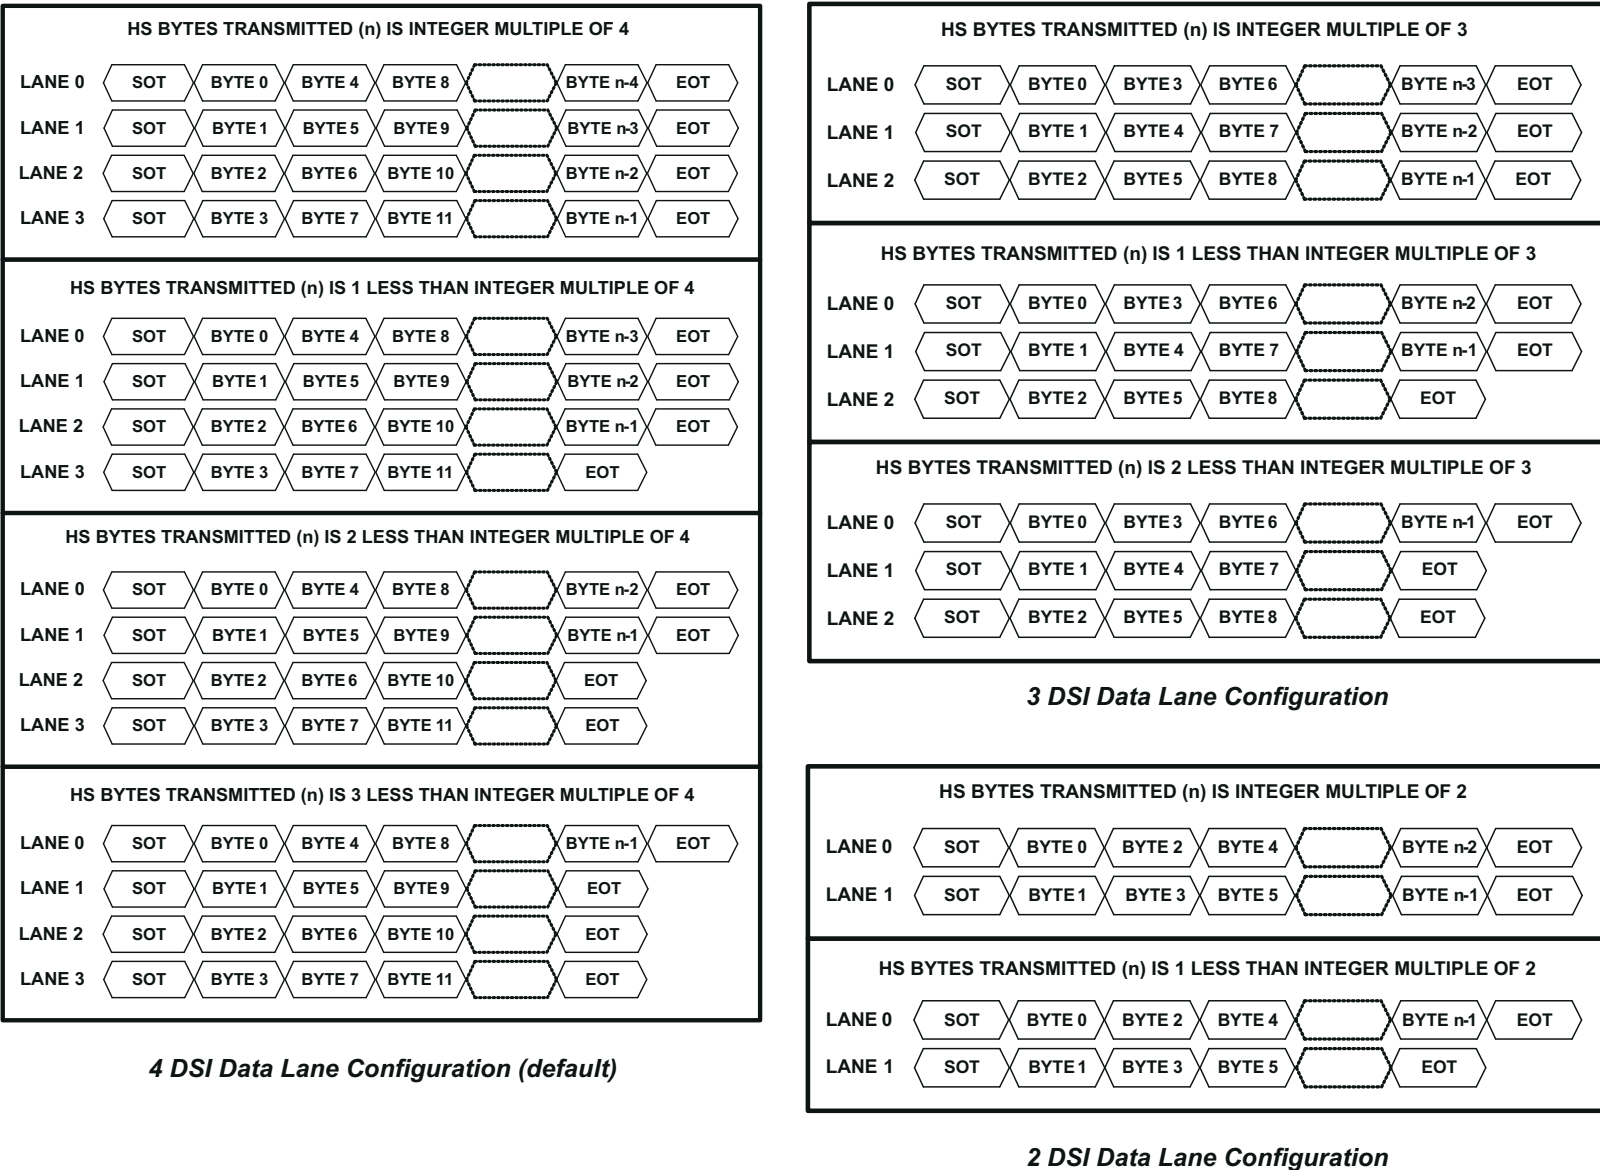 HS BYTES TRANSMITTED (n) IS INTEGER MULTIPLE OF 4
LANE 0 SOT BYTE 0 BYTE 4 BYTE 8 BYTE n-4 EOT
LANE 1 SOT BYTE 1 BYTE 5 BYTE 9 BYTE n-3 EOT
LANE 2 SOT BYTE 2 BYTE 6 BYTE 10 BYTE n-2 EOT
LANE 3 SOT BYTE 3 BYTE 7 BYTE 11 BYTE n-1 EOT
HS BYTES TRANSMITTED (n) IS 1 LESS THAN INTEGER MULTIPLE OF 4
LANE 0 SOT BYTE 0 BYTE 4 BYTE 8 BYTE n-3 EOT
LANE 1 SOT BYTE 1 BYTE 5 BYTE 9 BYTE n-2 EOT
LANE 2 SOT BYTE 2 BYTE 6 BYTE 10 BYTE n-1 EOT
LANE 3 SOT BYTE 3 BYTE 7 BYTE 11 EOT
HS BYTES TRANSMITTED (n) IS 2 LESS THAN INTEGER MULTIPLE OF 4
LANE 0 SOT BYTE 0 BYTE 4 BYTE 8 BYTE n-2 EOT
LANE 1 SOT BYTE 1 BYTE 5 BYTE 9 BYTE n-1 EOT
LANE 2 SOT BYTE 2 BYTE 6 BYTE 10 EOT
LANE 3 SOT BYTE 3 BYTE 7 BYTE 11 EOT
HS BYTES TRANSMITTED (n) IS 3 LESS THAN INTEGER MULTIPLE OF 4
LANE 0 SOT BYTE 0 BYTE 4 BYTE 8 BYTE n-1 EOT
LANE 1 SOT BYTE 1 BYTE 5 BYTE 9 EOT
LANE 2 SOT BYTE 2 BYTE 6 BYTE 10 EOT
LANE 3 SOT BYTE 3 BYTE 7 BYTE 11 EOT
4 DSI Data Lane Configuration (default)
HS BYTES TRANSMITTED (n) IS INTEGER MULTIPLE OF 3
LANE 0 SOT BYTE 0 BYTE 3 BYTE 6 BYTE n-3 EOT
LANE 1 SOT BYTE 1 BYTE 4 BYTE 7 BYTE n-2 EOT
LANE 2 SOT BYTE 2 BYTE 5 BYTE 8 BYTE n-1 EOT
HS BYTES TRANSMITTED (n) IS 1 LESS THAN INTEGER MULTIPLE OF 3
LANE 0 SOT BYTE 0 BYTE 3 BYTE 6 BYTE n-2 EOT
LANE 1 SOT BYTE 1 BYTE 4 BYTE 7 BYTE n-1 EOT
LANE 2 SOT BYTE 2 BYTE 5 BYTE 8 EOT
HS BYTES TRANSMITTED (n) IS 2 LESS THAN INTEGER MULTIPLE OF 3
LANE 0 SOT BYTE 0 BYTE 3 BYTE 6 BYTE n-1 EOT
LANE 1 SOT BYTE 1 BYTE 4 BYTE 7 EOT
LANE 2 SOT BYTE 2 BYTE 5 BYTE 8 EOT
3 DSI Data Lane Configuration
HS BYTES TRANSMITTED (n) IS INTEGER MULTIPLE OF 2
LANE 0 SOT BYTE 0 BYTE 2 BYTE 4 BYTE n-2 EOT
LANE 1 SOT BYTE 1 BYTE 3 BYTE 5 BYTE n-1 EOT
HS BYTES TRANSMITTED (n) IS 1 LESS THAN INTEGER MULTIPLE OF 2
LANE 0 SOT BYTE 0 BYTE 2 BYTE 4 BYTE n-1 EOT
LANE 1 SOT BYTE 1 BYTE 3 BYTE 5 EOT
2 DSI Data Lane Configuration